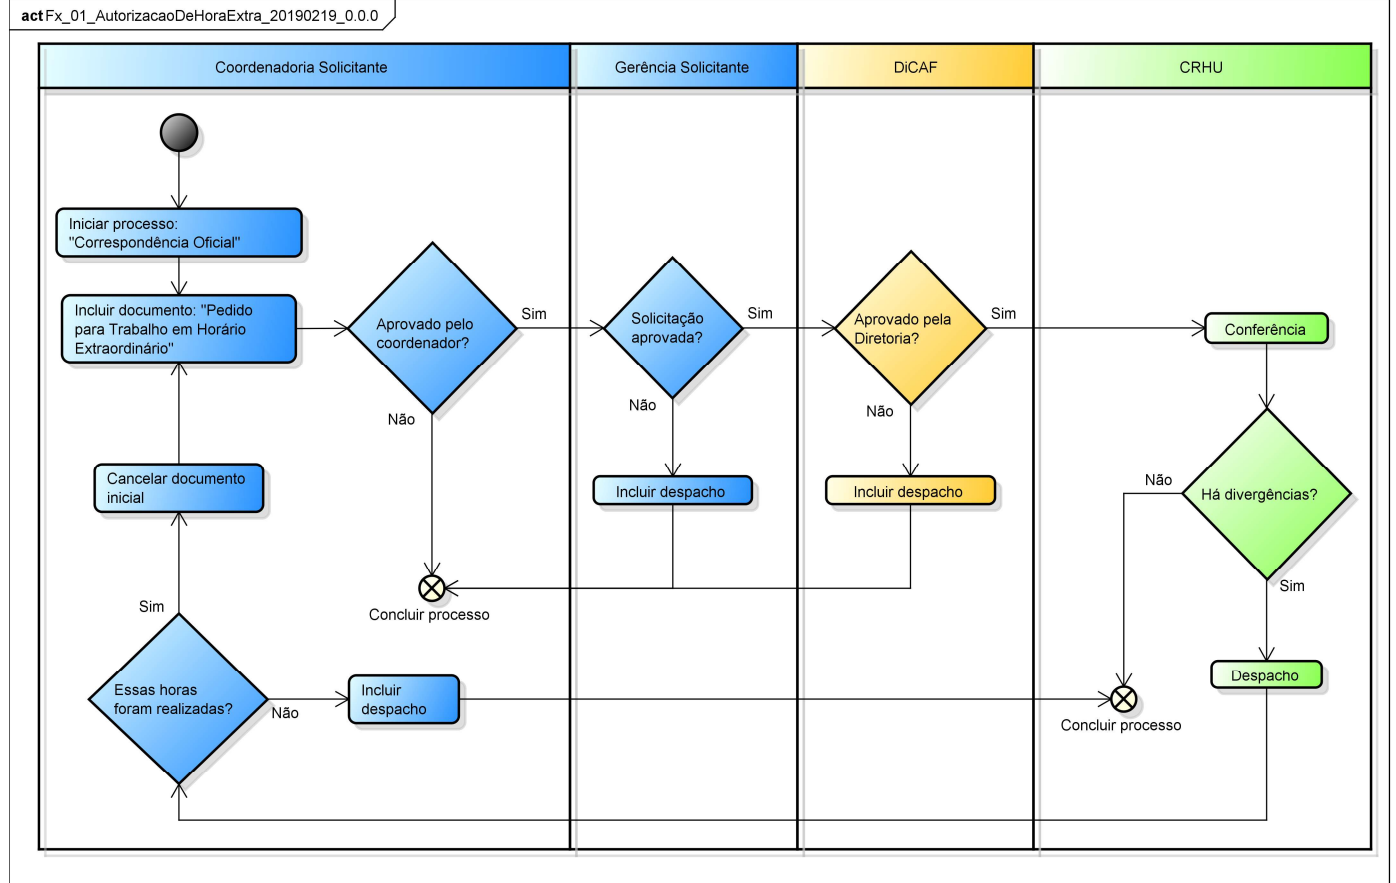 act Fx_01_AutorizacaoDeHoraExtra_20190219_0.0.0
Coordenadoria Solicitante
Gerência Solicitante
DiCAF
CRHU
Iniciar processo:
"Correspondência Oficial"
Incluir documento: "Pedido
para Trabalho em Horário
Extraordinário"
Aprovado pelo
coordenador?
Sim
Não
Solicitação
aprovada?
Sim
Não
Aprovado pela
Diretoria?
Sim
Não
Conferência
Há divergências?
Não
Sim
Cancelar documento
inicial
Incluir despacho
Incluir despacho
Concluir processo
Sim
Essas horas
foram realizadas?
Não
Incluir
despacho
Despacho
Concluir processo